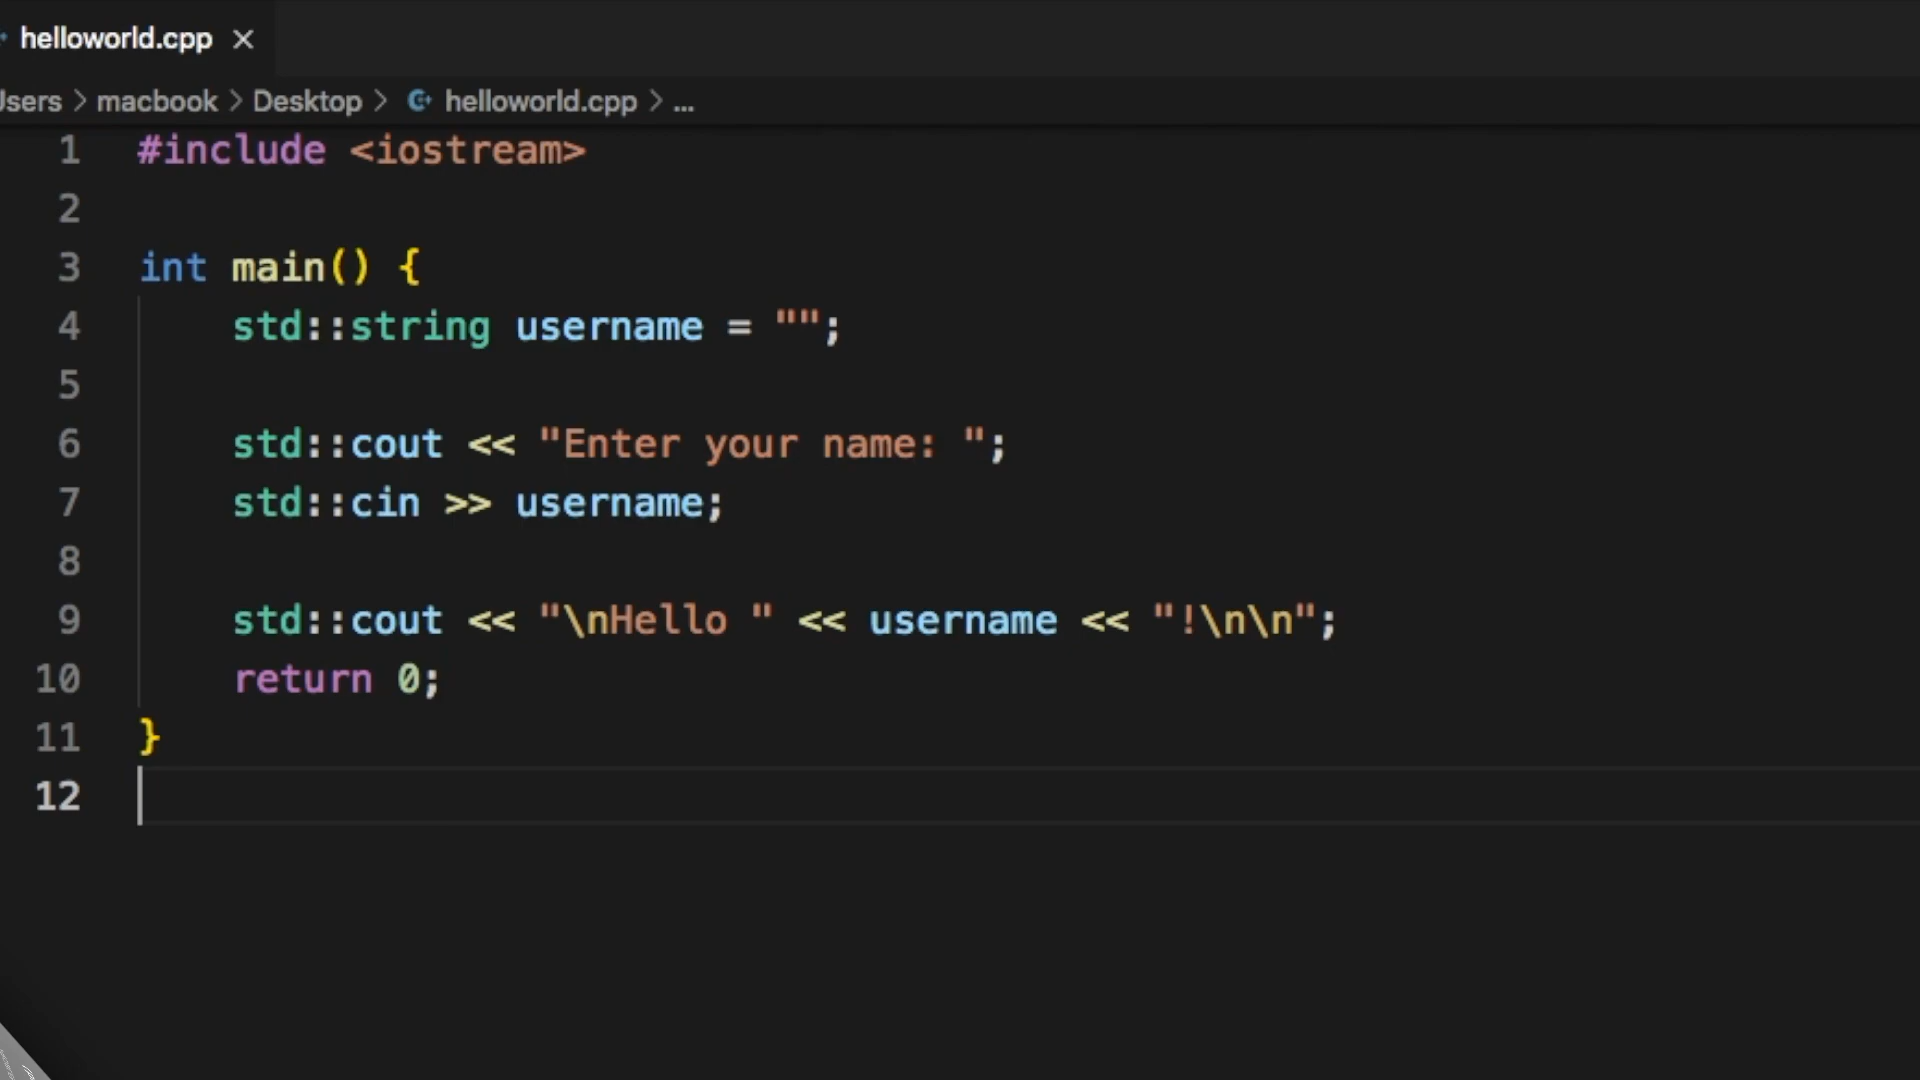 helloworld.cpp ×
Users > macbook > Desktop > helloworld.cpp > ...
1 #include <iostream>
2
3 int main() {
4 std::string username = "";
5
6 std::cout << "Enter your name: ";
7 std::cin >> username;
8
9 std::cout << "\nHello " << username << "!\n\n";
10 return 0;
11 }
12